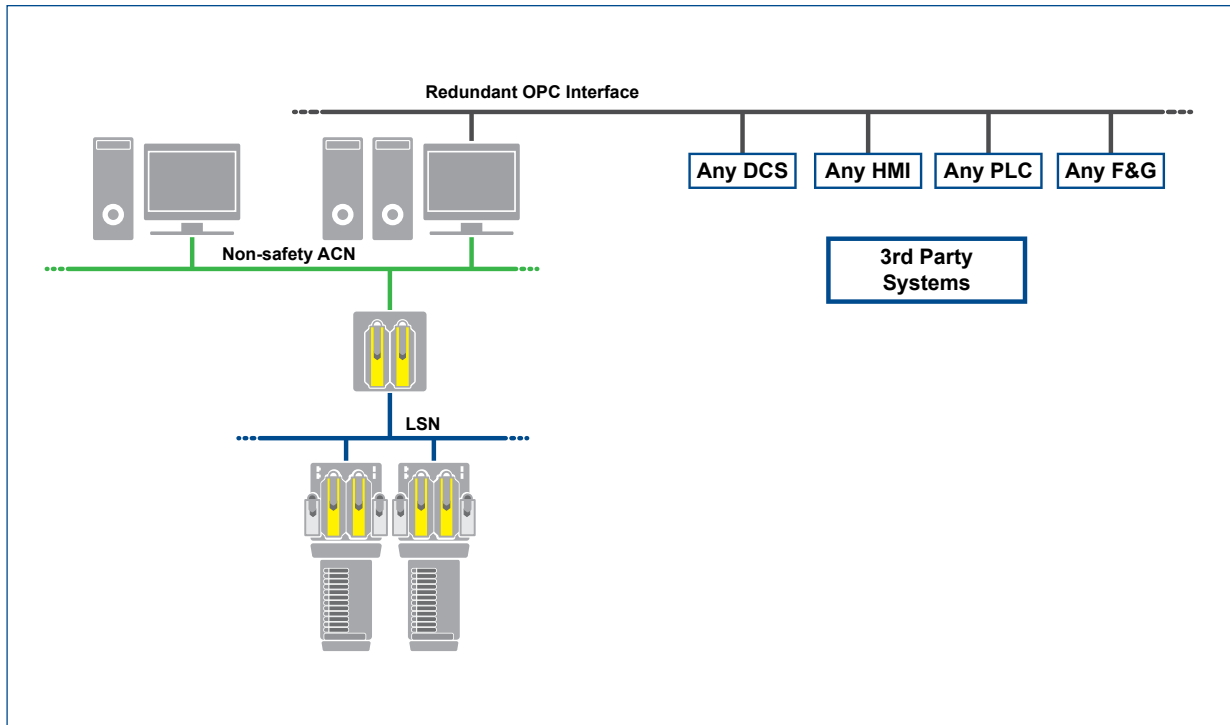 Redundant OPC Interface
Any DCS
Any HMI
Any PLC
Any F&G
Non-safety ACN
3rd Party
Systems
LSN